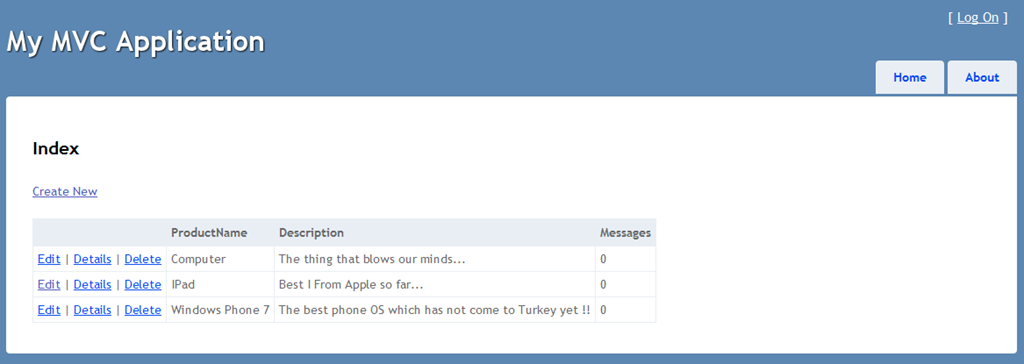 [ Log On ]
My MVC Application
Home About
Index
Create New
ProductName Description Messages
Edit | Details | Delete Computer The thing that blows our minds... 0
Edit | Details | Delete IPad Best I From Apple so far... 0
Edit | Details | Delete Windows Phone 7 The best phone OS which has not come to Turkey yet !! 0